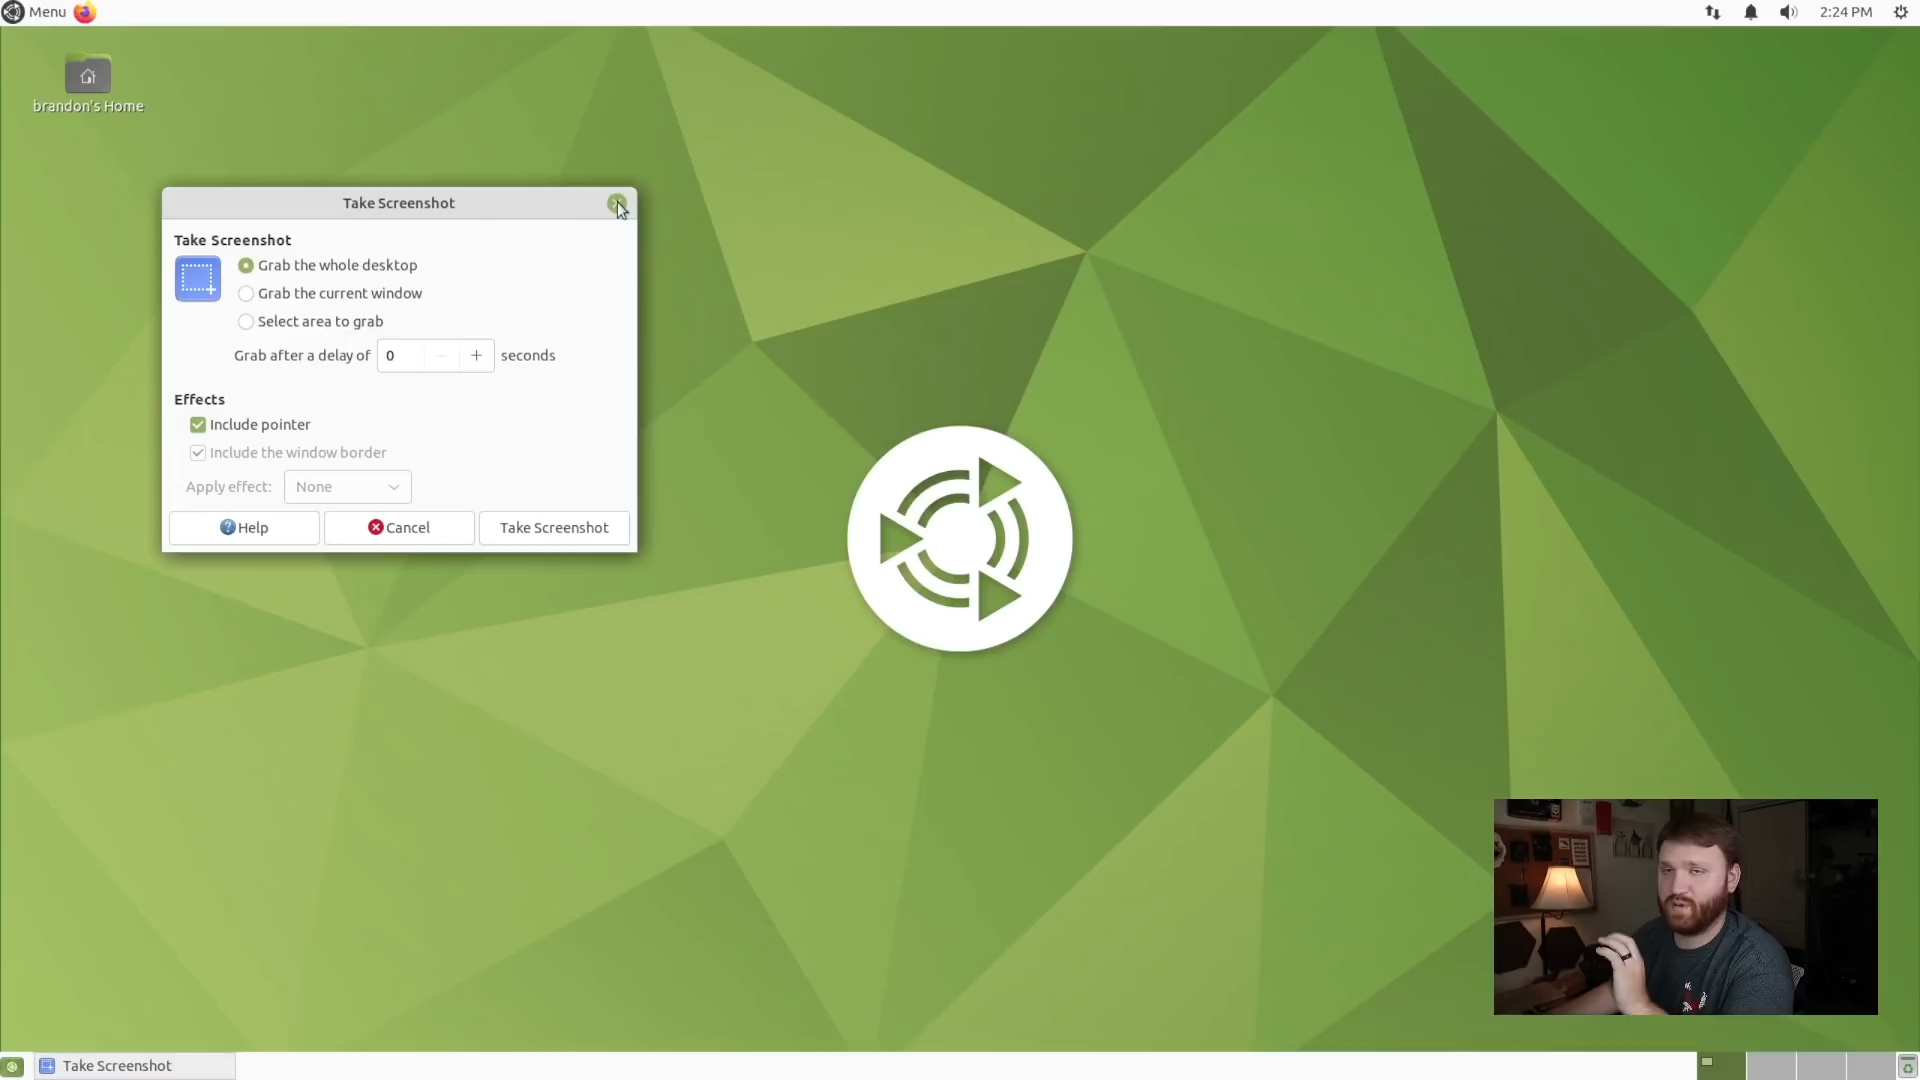 Menu
2:24 PM
brandon's Home
Take Screenshot
Take Screenshot
Grab the whole desktop
Grab the current window
Select area to grab
Grab after a delay of 0 seconds
Effects
Include pointer
Include the window border
Apply effect: None
Help
Cancel
Take Screenshot
Take Screenshot